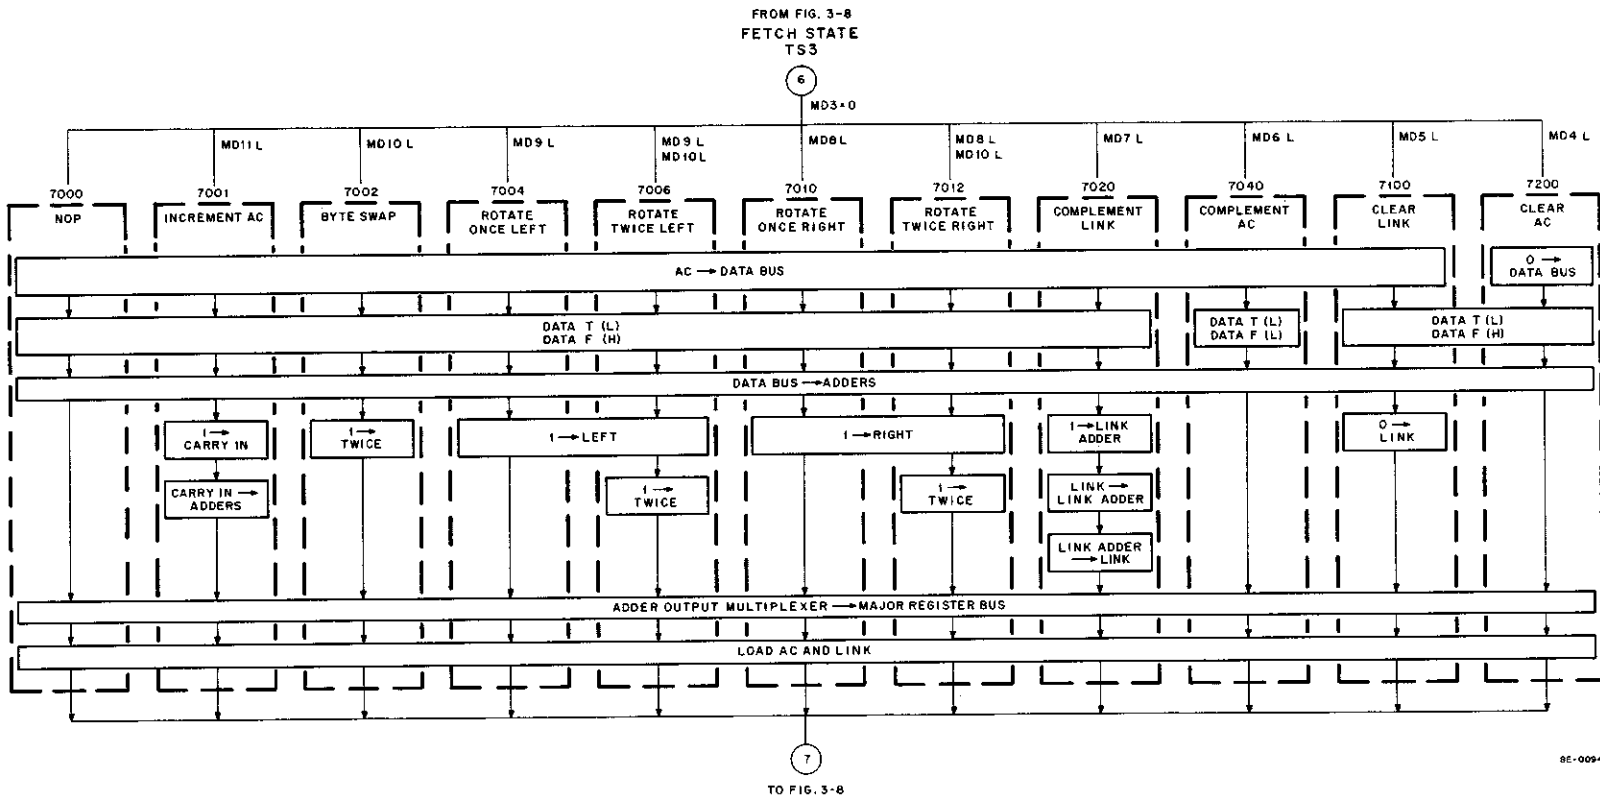 FROM FIG. 3-8
FETCH STATE
TS3
6
MD3=0
MD11 L
MD10 L
MD9 L
MD9 L
MD10L
MD8L
MD8 L
MD10 L
MD7 L
MD6 L
MD5 L
MD4 L
7000
7001
7002
7004
7006
7010
7012
7020
7040
7100
7200
NOP
INCREMENT AC
BYTE SWAP
ROTATE
ONCE LEFT
ROTATE
TWICE LEFT
ROTATE
ONCE RIGHT
ROTATE
TWICE RIGHT
COMPLEMENT
LINK
COMPLEMENT
AC
CLEAR
LINK
CLEAR
AC
AC → DATA BUS
0 →
DATA BUS
DATA T (L)
DATA F (H)
DATA T (L)
DATA F (L)
DATA T (L)
DATA F (H)
DATA BUS → ADDERS
1 →
CARRY IN
1 →
TWICE
1 → LEFT
1 → RIGHT
1 → LINK
ADDER
0 →
LINK
CARRY IN →
ADDERS
1 →
TWICE
1 →
TWICE
LINK →
LINK ADDER
LINK ADDER
→ LINK
ADDER OUTPUT MULTIPLEXER → MAJOR REGISTER BUS
LOAD AC AND LINK
7
TO FIG. 3-8
8E-0094